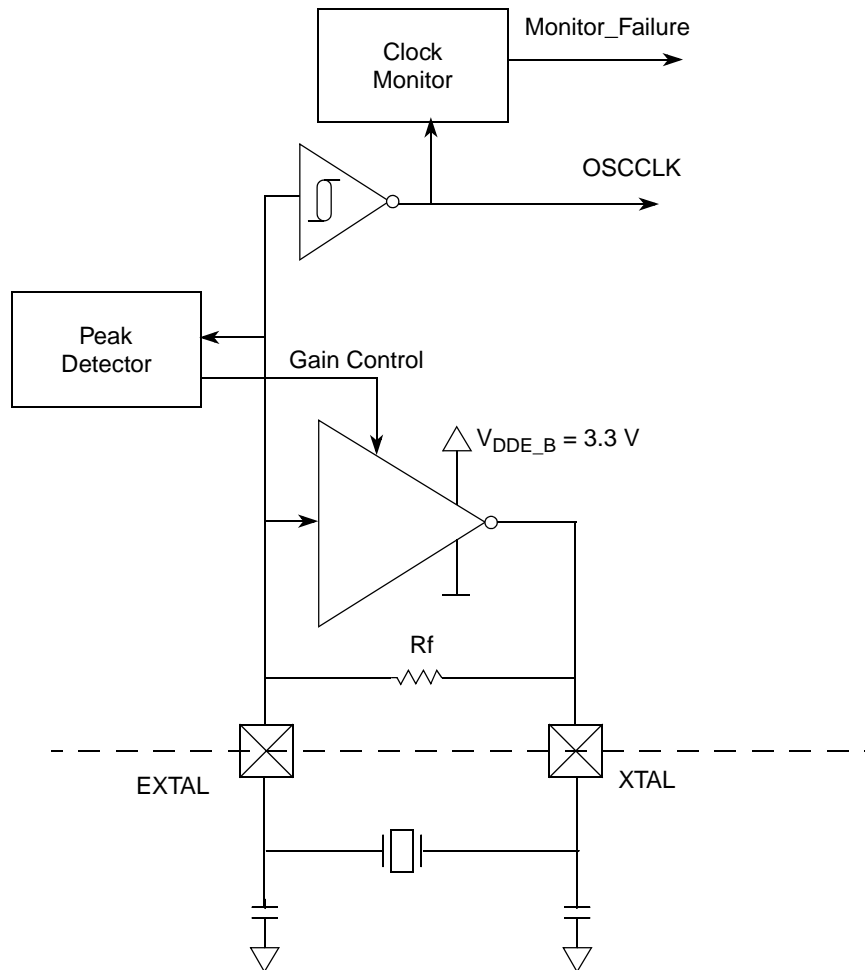 Monitor_Failure
Clock
Monitor
OSCCLK
Peak
Detector
Gain Control
VDDE_B = 3.3 V
Rf
EXTAL
XTAL